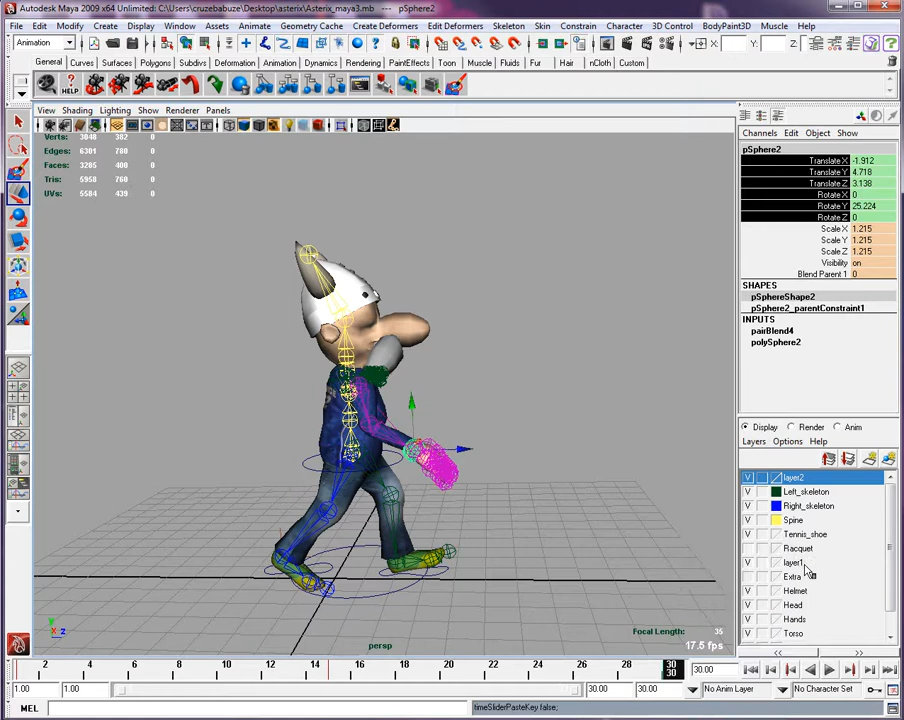 Autodesk Maya 2009 x64 Unlimited: C:\Users\cruzebabuze\Desktop\asterix\Asterix_maya3.mb --- pSphere2
File Edit Modify Create Display Window Assets Animate Geometry Cache Create Deformers Edit Deformers Skeleton Skin Constrain Character 3D Control BodyPaint3D Muscle Help
Animation X: Y: Z:
General Curves Surfaces Polygons Subdivs Deformation Animation Dynamics Rendering PaintEffects Toon Muscle Fluids Fur Hair nCloth Custom
HELP
View Shading Lighting Show Renderer Panels
Verts: 3048 382 0
Edges: 6301 780 0
Faces: 3285 400 0
Tris: 5958 760 0
UVs: 5584 439 0
Channels Edit Object Show
pSphere2
Translate X -1.912
Translate Y 4.718
Translate Z 3.138
Rotate X 0
Rotate Y 25.224
Rotate Z 0
Scale X 1.215
Scale Y 1.215
Scale Z 1.215
Visibility on
Blend Parent 1 0
SHAPES
pSphereShape2
pSphere2_parentConstraint1
INPUTS
pairBlend4
polySphere2
Display Render Anim
Layers Options Help
V layer2
V Left_skeleton
V Right_skeleton
V Spine
V Tennis_shoe
Racquet
V layer1
Extra
V Helmet
V Head
V Hands
V Torso
y
z
persp
Focal Length: 35
17.5 fps
2 4 6 8 10 12 14 16 18 20 22 24 26 28 30
30
30.00
1.00 1.00 30.00 30.00 No Anim Layer No Character Set
MEL timeSliderPasteKey false;